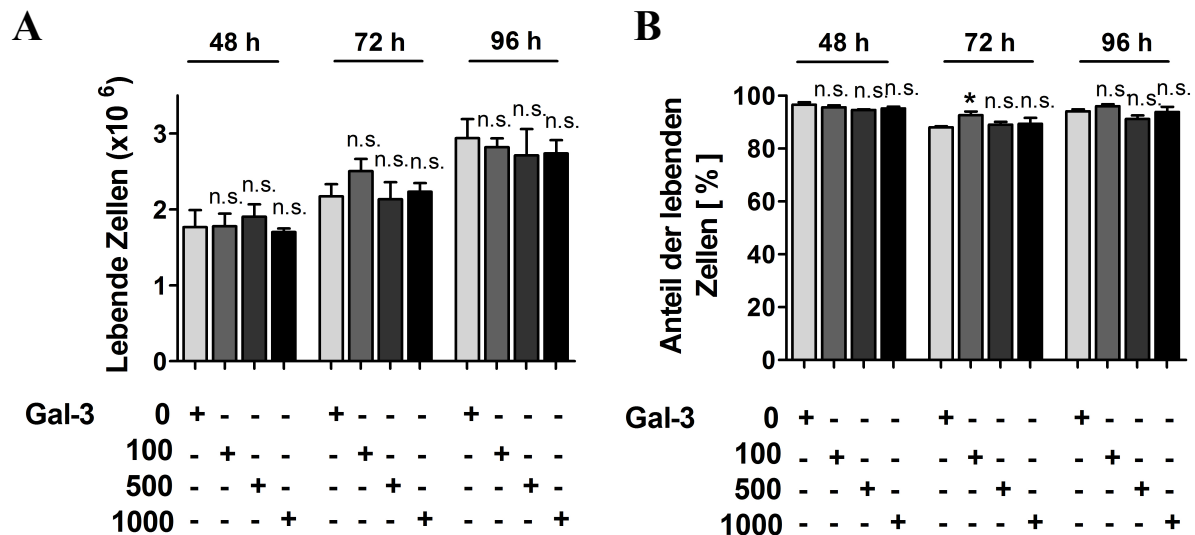 A
48 h 72 h 96 h
Lebende Zellen (x10 6)
3
2
1
0
n.s. n.s. n.s.
n.s. n.s. n.s.
n.s. n.s. n.s.
Gal-3 0 + - - - + - - - + - - -
100 - + - - - + - - - + - -
500 - - + - - - + - - - + -
1000 - - - + - - - + - - - +
B
48 h 72 h 96 h
Anteil der lebenden
Zellen [ % ]
100
80
60
40
20
0
n.s. n.s. n.s.
* n.s. n.s.
n.s. n.s. n.s.
Gal-3 0 + - - - + - - - + - - -
100 - + - - - + - - - + - -
500 - - + - - - + - - - + -
1000 - - - + - - - + - - - +